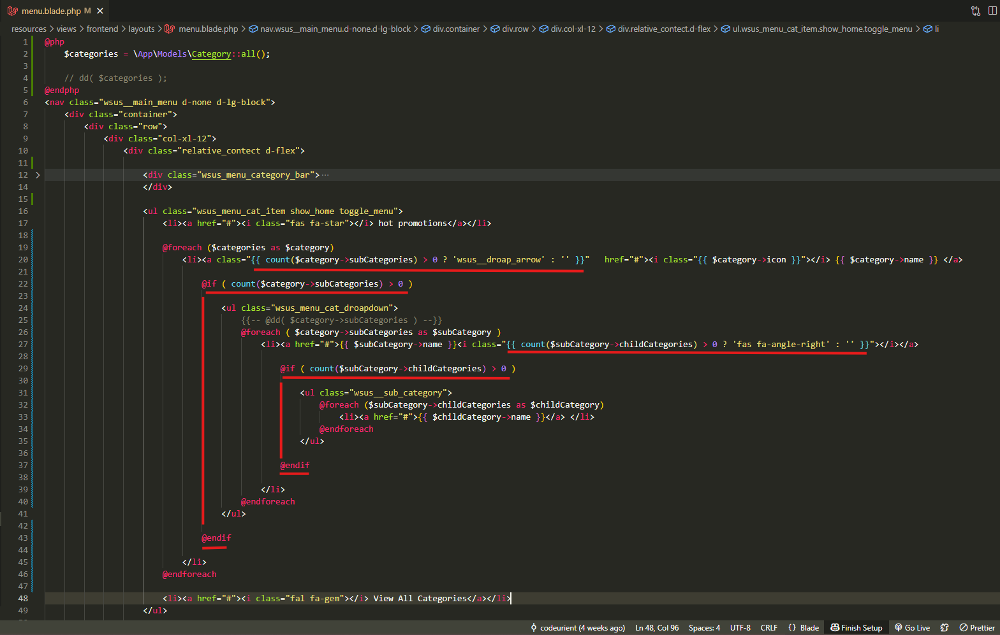 menu.blade.php M
resources > views > frontend > layouts > menu.blade.php > nav.wsus__main_menu.d-none.d-lg-block > div.container > div.row > div.col-xl-12 > div.relative_contect.d-flex > ul.wsus_menu_cat_item.show_home.toggle_menu > li
1 @php
2 $categories = \App\Models\Category::all();
3
4 // dd( $categories );
5 @endphp
6 <nav class="wsus__main_menu d-none d-lg-block">
7 <div class="container">
8 <div class="row">
9 <div class="col-xl-12">
10 <div class="relative_contect d-flex">
11
12 <div class="wsus_menu_category_bar"> ···
14 </div>
15
16 <ul class="wsus_menu_cat_item show_home toggle_menu">
17 <li><a href="#"><i class="fas fa-star"></i> hot promotions</a></li>
18
19 @foreach ($categories as $category)
20 <li><a class="{{ count($category->subCategories) > 0 ? 'wsus__droap_arrow' : '' }}" href="#"><i class="{{ $category->icon }}"></i> {{ $category->name }} </a>
21
22 @if ( count($category->subCategories) > 0 )
23
24 <ul class="wsus_menu_cat_droapdown">
25 {{-- @dd( $category->subCategories ) --}}
26 @foreach ( $category->subCategories as $subCategory )
27 <li><a href="#">{{ $subCategory->name }}<i class="{{ count($subCategory->childCategories) > 0 ? 'fas fa-angle-right' : '' }}"></i></a>
28
29 @if ( count($subCategory->childCategories) > 0 )
30
31 <ul class="wsus__sub_category">
32 @foreach ($subCategory->childCategories as $childCategory)
33 <li><a href="#">{{ $childCategory->name }}</a> </li>
34 @endforeach
35 </ul>
36
37 @endif
38
39 </li>
40 @endforeach
41 </ul>
42
43 @endif
44
45 </li>
46 @endforeach
47
48 <li><a href="#"><i class="fal fa-gem"></i> View All Categories</a></li>
49 </ul>
codeurient (4 weeks ago) Ln 48, Col 96 Spaces: 4 UTF-8 CRLF {} Blade Finish Setup Go Live Prettier